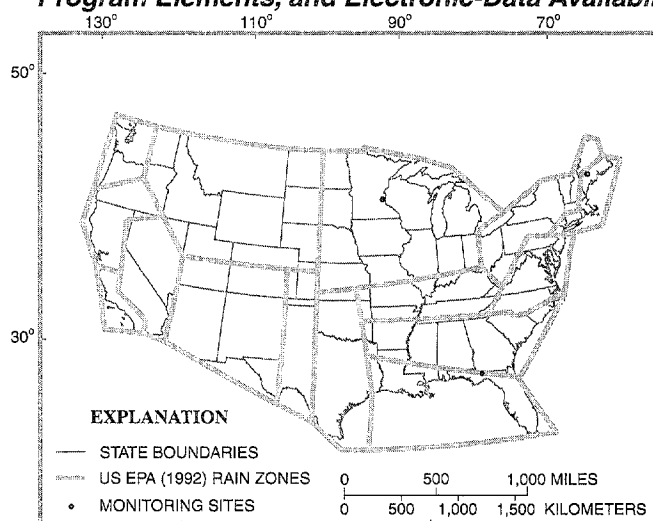 Program Elements, and Electronic-Data Availabil
130° 110° 90° 70°
50°
30°
EXPLANATION
STATE BOUNDARIES
US EPA (1992) RAIN ZONES
MONITORING SITES
0 500 1,000 MILES
0 500 1,000 1,500 KILOMETERS